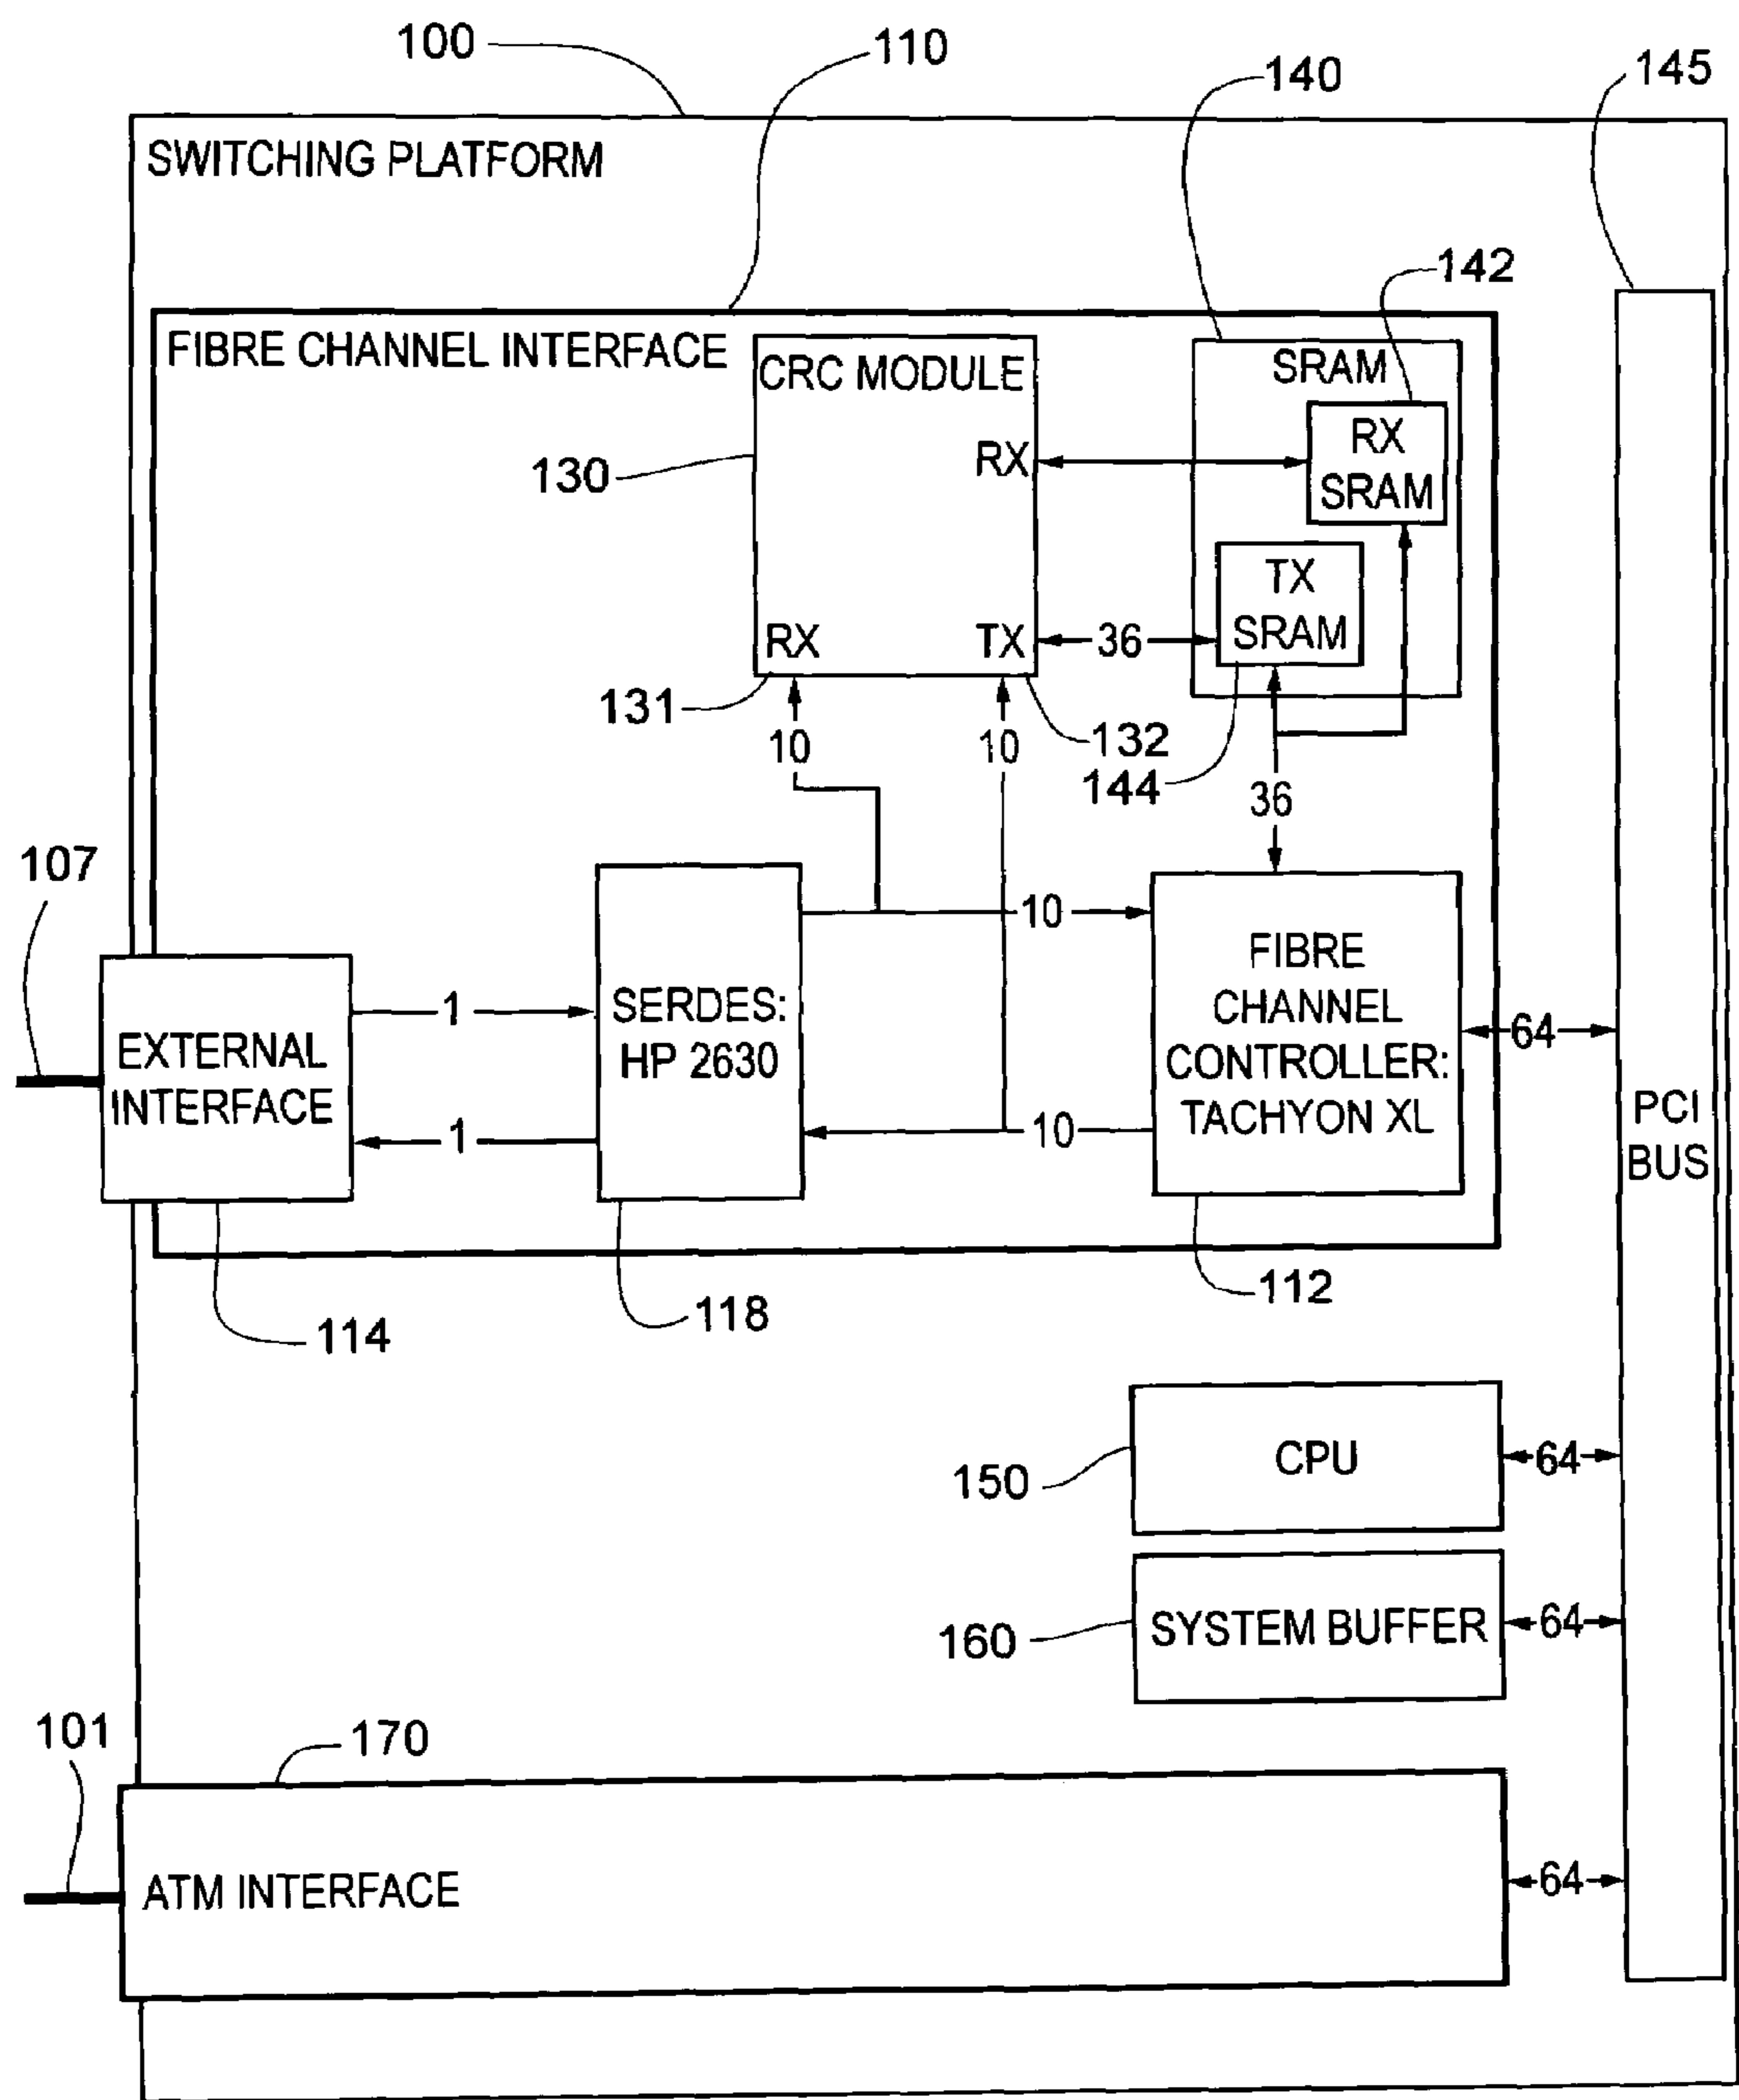 100
110
140
145
SWITCHING PLATFORM
142
FIBRE CHANNEL INTERFACE
CRC MODULE
SRAM
RX
SRAM
RX
130
TX
SRAM
RX
TX
36
131
132
10
10
144
36
107
10
FIBRE
CHANNEL
CONTROLLER:
TACHYON XL
SERDES:
HP 2630
1
64
EXTERNAL
INTERFACE
PCI
BUS
1
10
112
118
114
CPU
64
150
SYSTEM BUFFER
64
160
101
170
ATM INTERFACE
64